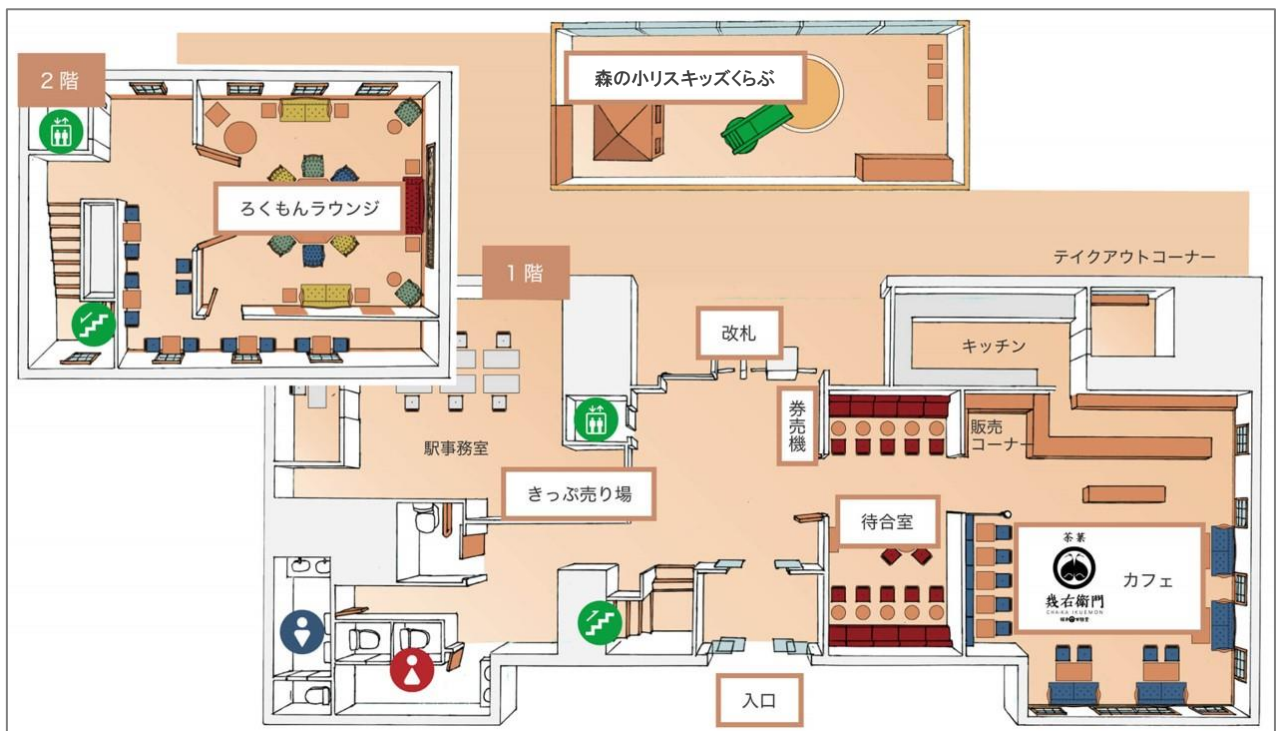 2階
森の小リスキッズくらぶ
ろくもんラウンジ
1階
テイクアウトコーナー
改札
キッチン
券売機
販売
コーナー
駅事務室
きっぷ売り場
待合室
茶菓
幾右衛門
CHAKA IKUEMON
カフェ
入口